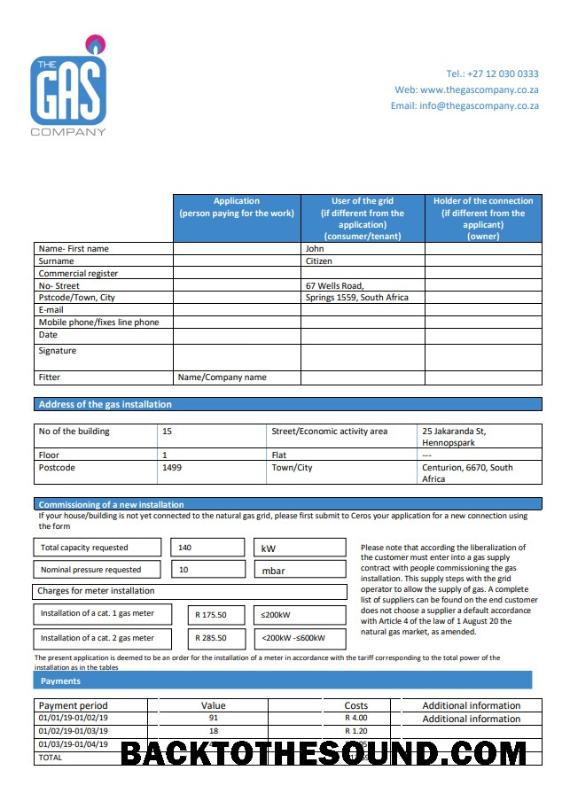 THE
GAS
COMPANY
Tel.: +27 12 030 0333
Web: www.thegascompany.co.za
Email: info@thegascompany.co.za
Application
(person paying for the work)
User of the grid
(if different from the
application)
(consumer/tenant)
Holder of the connection
(if different from the
applicant)
(owner)
Name- First name John
Surname Citizen
Commercial register
No- Street 67 Wells Road,
Pstcode/Town, City Springs 1559, South Africa
E-mail
Mobile phone/fixes line phone
Date
Signature
Fitter Name/Company name
Address of the gas installation
No of the building 15 Street/Economic activity area 25 Jakaranda St,
Hennopspark
Floor 1 Flat ---
Postcode 1499 Town/City Centurion, 6670, South
Africa
Commissioning of a new installation
If your house/building is not yet connected to the natural gas grid, please first submit to Ceros your application for a new connection using
the form
Total capacity requested 140 kW
Nominal pressure requested 10 mbar
Charges for meter installation
Installation of a cat. 1 gas meter R 175.50 ≤200kW
Installation of a cat. 2 gas meter R 285.50 <200kW -≤600kW
Please note that according the liberalization of
the customer must enter into a gas supply
contract with people commissioning the gas
installation. This supply steps with the grid
operator to allow the supply of gas. A complete
list of suppliers can be found on the end customer
does not choose a supplier a default accordance
with Article 4 of the law of 1 August 20 the
natural gas market, as amended.
The present application is deemed to be an order for the installation of a meter in accordance with the tariff corresponding to the total power of the
installation as in the tables
Payments
Payment period Value Costs Additional information
01/01/19-01/02/19 91 R 4.00 Additional information
01/02/19-01/03/19 18 R 1.20
01/03/19-01/04/19
TOTAL
BACKTOTHESOUND.COM